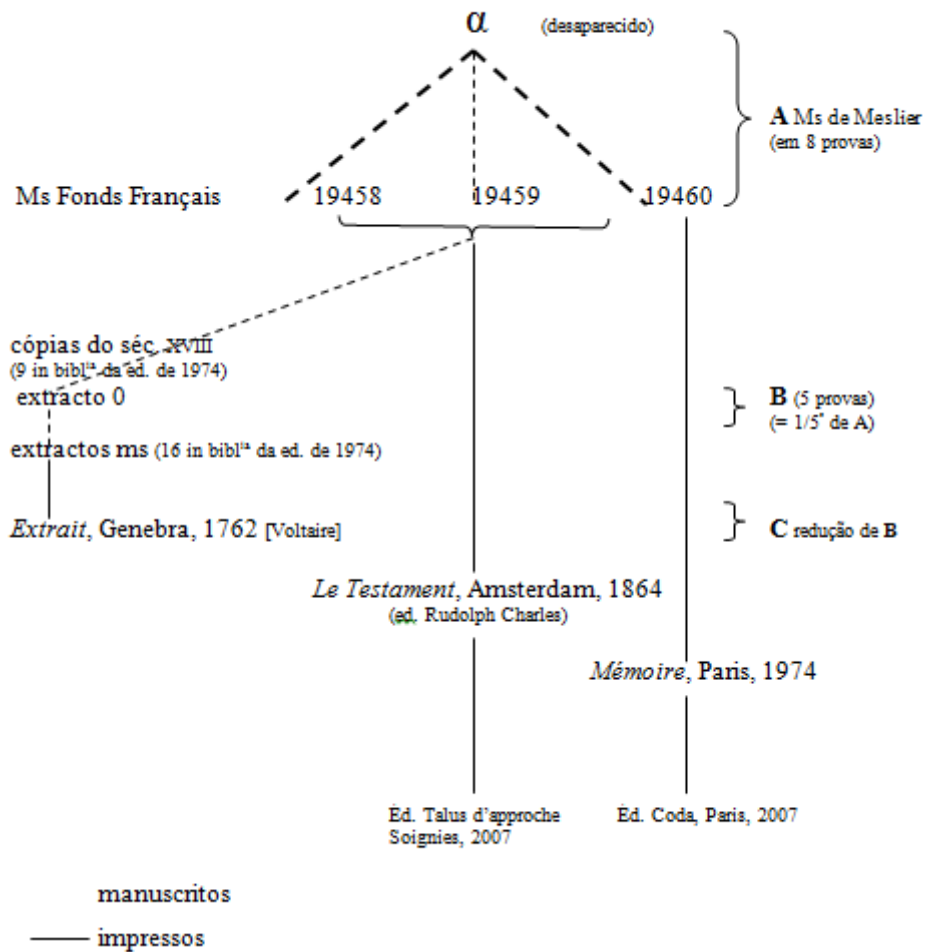 α (desaparecido)
A Ms de Meslier
(em 8 provas)
Ms Fonds Français 19458 19459 19460
cópias do séc. XVIII
(9 in biblᶦᵃ da ed. de 1974)
extracto 0
B (5 provas)
(= 1/5º de A)
extractos ms (16 in biblᶦᵃ da ed. de 1974)
Extrait, Genebra, 1762 [Voltaire]
C redução de B
Le Testament, Amsterdam, 1864
(ed. Rudolph Charles)
Mémoire, Paris, 1974
Éd. Talus d’approche
Soignies, 2007
Éd. Coda, Paris, 2007
manuscritos
impressos